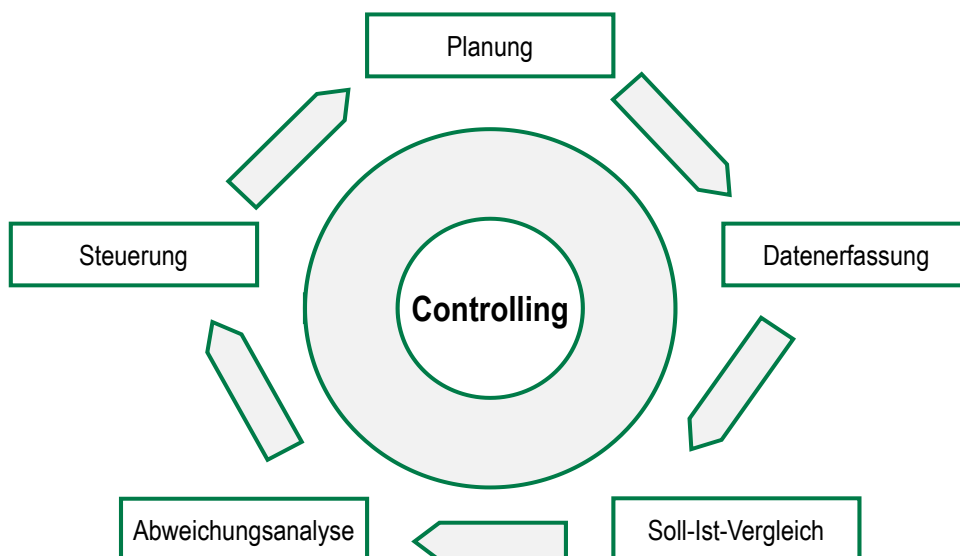 Planung
Steuerung
Datenerfassung
Controlling
Abweichungsanalyse
Soll-Ist-Vergleich